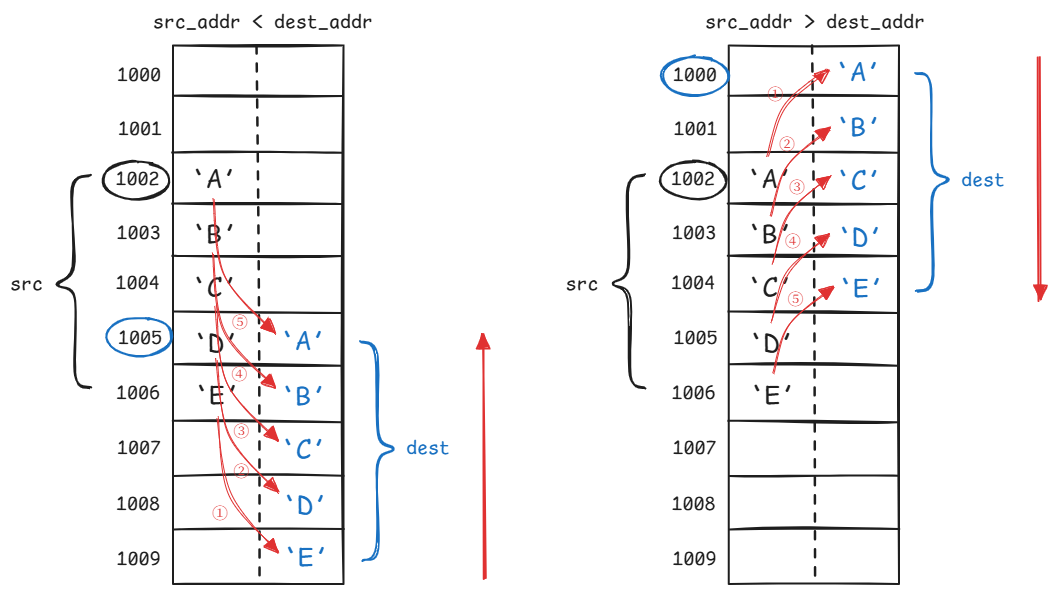 src_addr < dest_addr
1000
1001
1002 `A′
1003 `B′
src 1004 `C′
1005 `D′ ⑤ `A′
1006 `E′ ④ `B′
1007 ③ `C′ dest
1008 ② `D′
① 
1009 `E′
src_addr > dest_addr
1000 ① `A′
1001 ② `B′
1002 `A′ ③ `C′ dest
1003 `B′ ④ `D′
src 1004 `C′ ⑤ `E′
1005 `D′
1006 `E′
1007
1008
1009